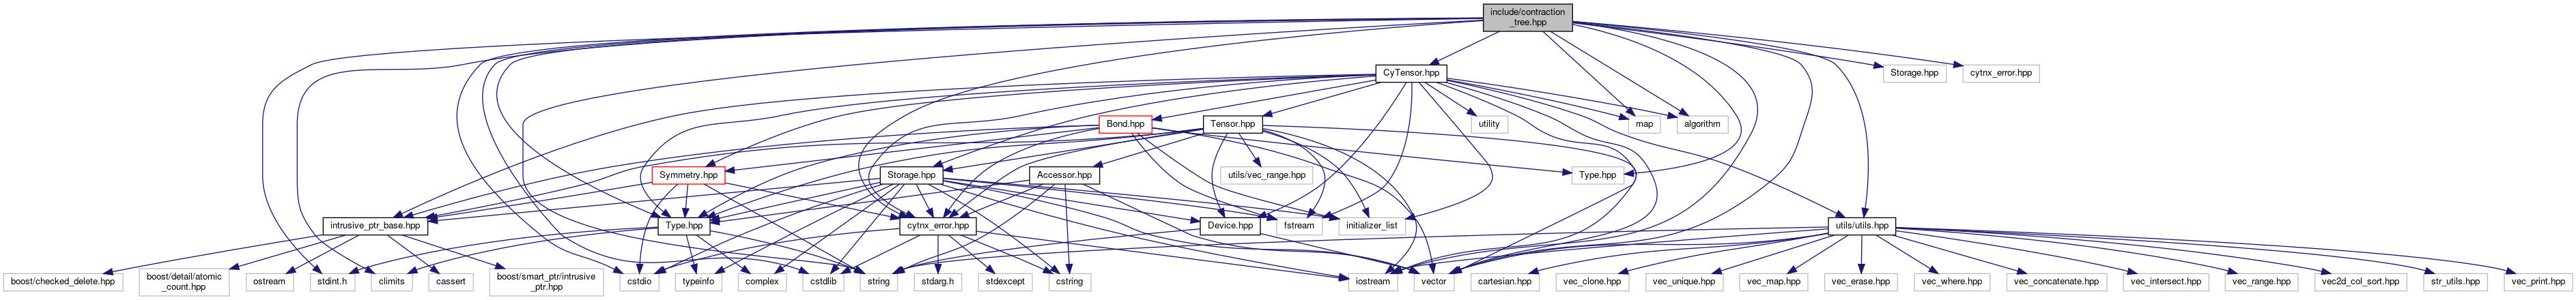 include/contraction
_tree.hpp
CyTensor.hpp
Storage.hpp
cytnx_error.hpp
Bond.hpp
Tensor.hpp
utility
map
algorithm
Symmetry.hpp
Storage.hpp
Accessor.hpp
utils/vec_range.hpp
Type.hpp
intrusive_ptr_base.hpp
Type.hpp
cytnx_error.hpp
Device.hpp
fstream
initializer_list
utils/utils.hpp
boost/checked_delete.hpp
boost/detail/atomic
_count.hpp
ostream
stdint.h
climits
cassert
boost/smart_ptr/intrusive
_ptr.hpp
cstdio
typeinfo
complex
cstdlib
string
stdarg.h
stdexcept
cstring
iostream
vector
cartesian.hpp
vec_clone.hpp
vec_unique.hpp
vec_map.hpp
vec_erase.hpp
vec_where.hpp
vec_concatenate.hpp
vec_intersect.hpp
vec_range.hpp
vec2d_col_sort.hpp
str_utils.hpp
vec_print.hpp